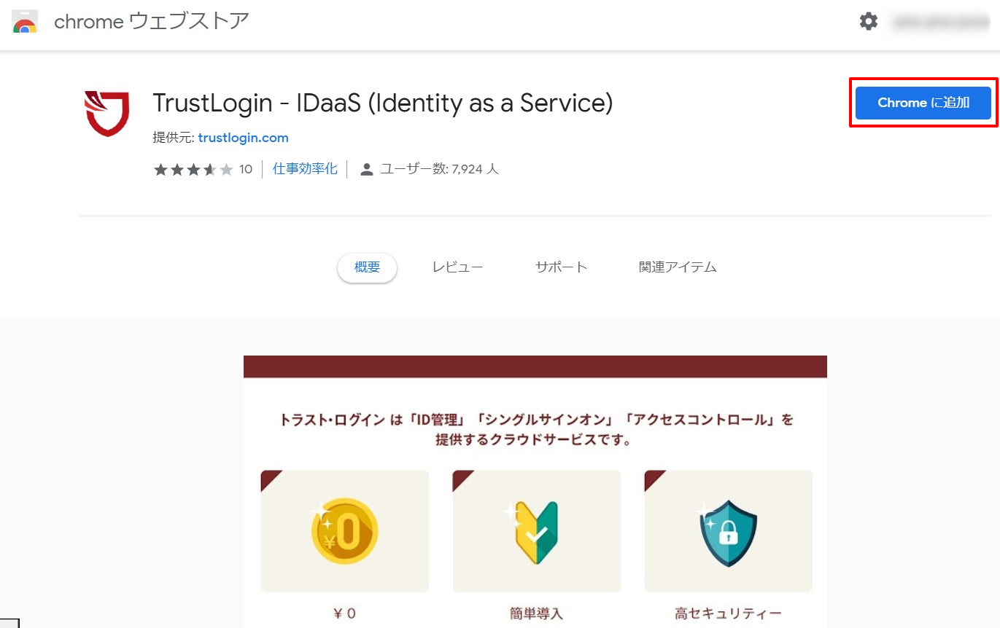 chrome ウェブストア
TrustLogin - IDaaS (Identity as a Service)
Chrome に追加
提供元: trustlogin.com
10 仕事効率化 ユーザー数: 7,924 人
概要 レビュー サポート 関連アイテム
トラスト・ログイン は「ID管理」「シングルサインオン」「アクセスコントロール」を
提供するクラウドサービスです。
¥0
¥ 0 簡単導入 高セキュリティー